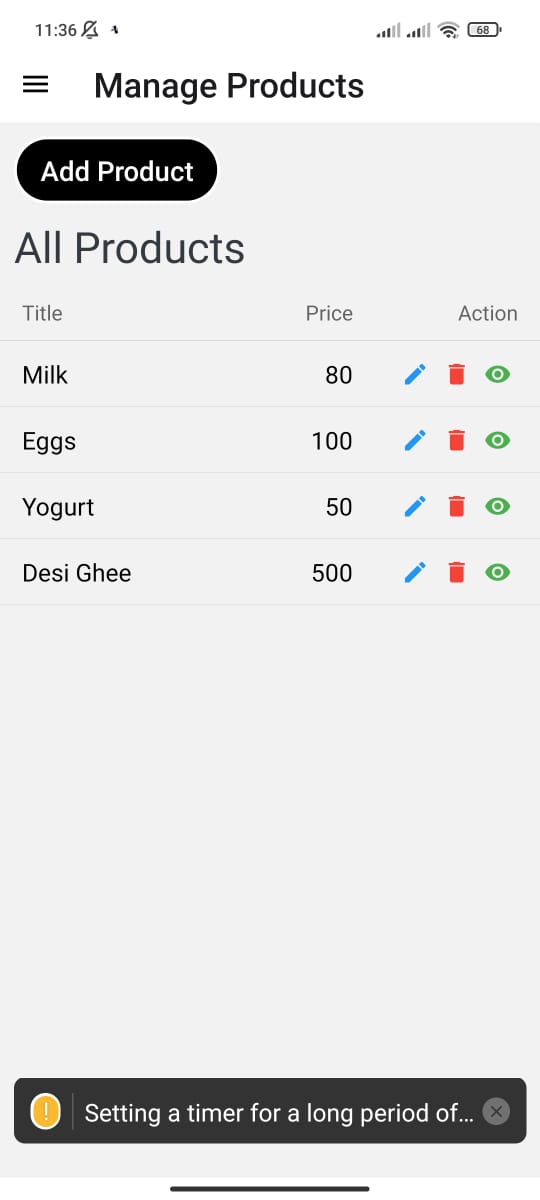 11:36 68
Manage Products
Add Product
All Products
Title Price Action
Milk 80
Eggs 100
Yogurt 50
Desi Ghee 500
! Setting a timer for a long period of...